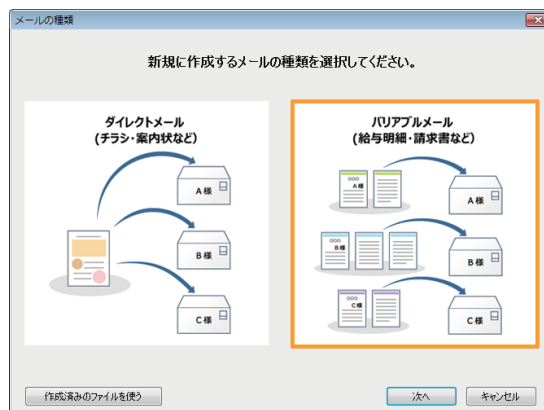 メールの種類
新規に作成するメールの種類を選択してください。
ダイレクトメール
(チラシ・案内状など)
A 様
B 様
C 様
バリアブルメール
(給与明細・請求書など)
○○○
A 様
A 様
○○○
B 様
B 様
○○○
C 様
C 様
作成済みのファイルを使う
次へ
キャンセル